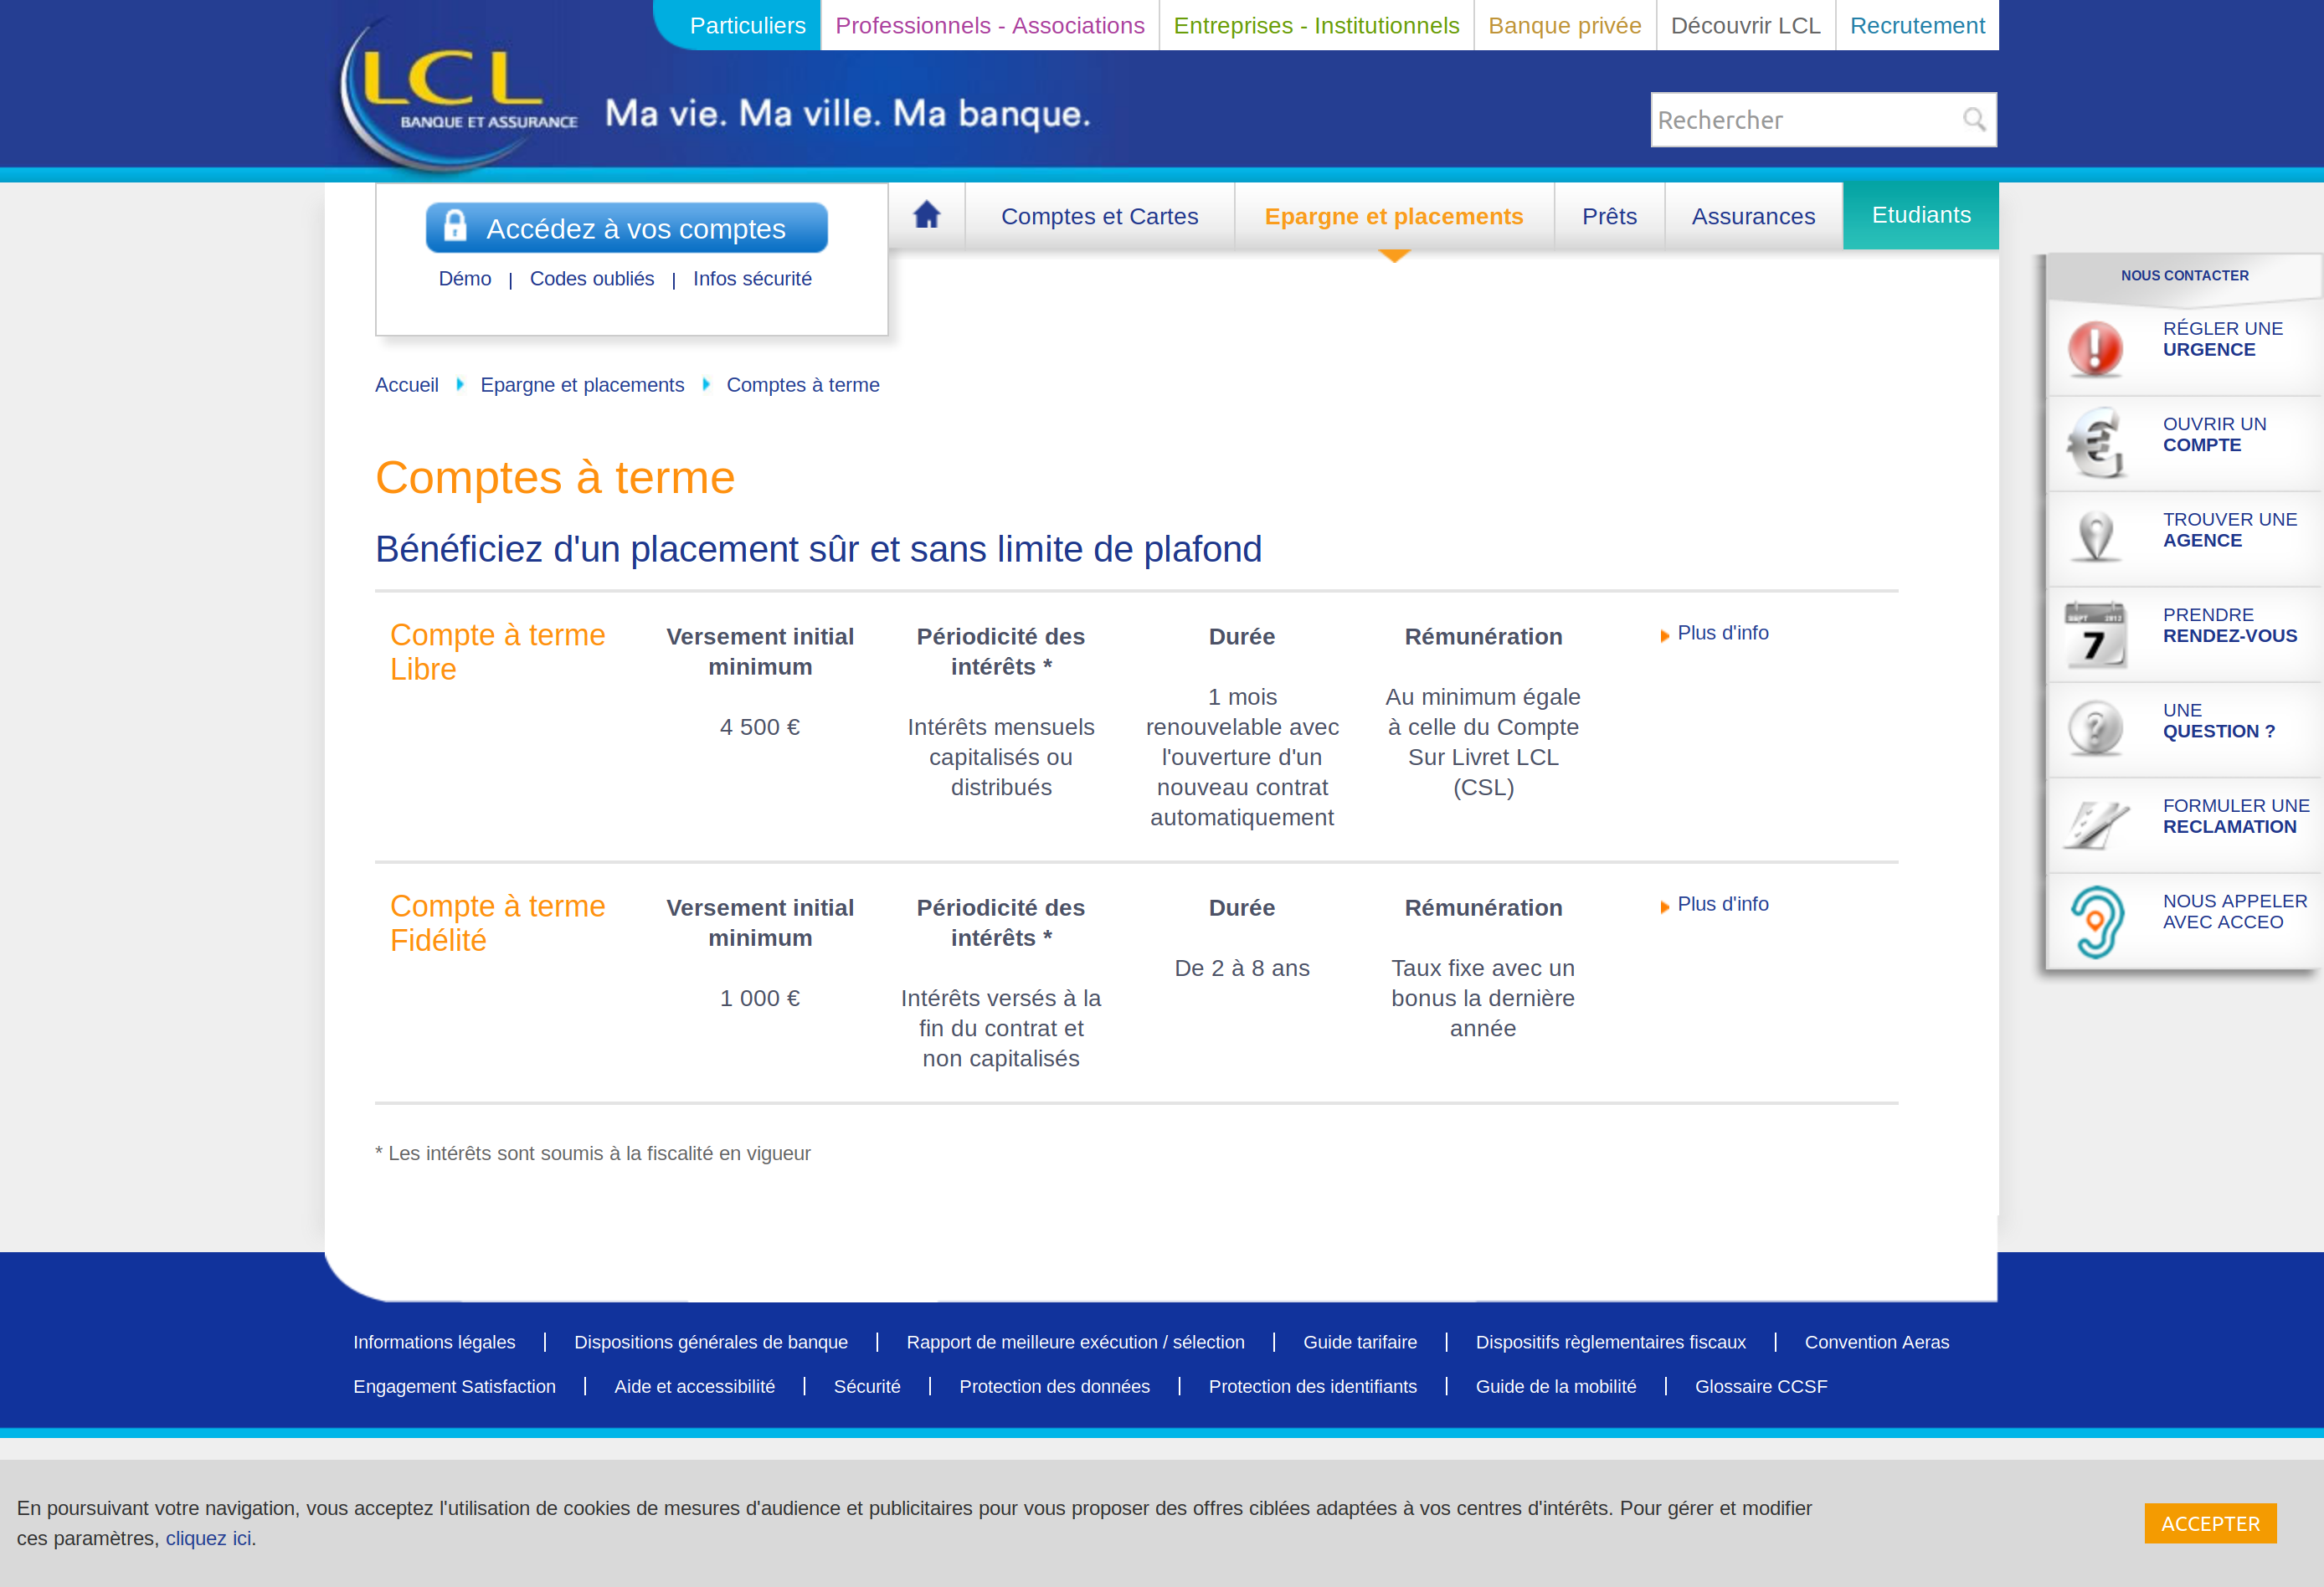 Particuliers
Professionnels - Associations
Entreprises - Institutionnels
Banque privée
Découvrir LCL
Recrutement
LCL
BANQUE ET ASSURANCE
Ma vie. Ma ville. Ma banque.
Rechercher
Accédez à vos comptes
Démo
Codes oubliés
Infos sécurité
Comptes et Cartes
Epargne et placements
Prêts
Assurances
Etudiants
Accueil
Epargne et placements
Comptes à terme
Comptes à terme
Bénéficiez d'un placement sûr et sans limite de plafond
Compte à terme
Libre
Versement initial
minimum
4 500 €
Périodicité des
intérêts *
Intérêts mensuels
capitalisés ou
distribués
Durée
1 mois
renouvelable avec
l'ouverture d'un
nouveau contrat
automatiquement
Rémunération
Au minimum égale
à celle du Compte
Sur Livret LCL
(CSL)
Plus d'info
Compte à terme
Fidélité
Versement initial
minimum
1 000 €
Périodicité des
intérêts *
Intérêts versés à la
fin du contrat et
non capitalisés
Durée
De 2 à 8 ans
Rémunération
Taux fixe avec un
bonus la dernière
année
Plus d'info
* Les intérêts sont soumis à la fiscalité en vigueur
NOUS CONTACTER
RÉGLER UNE
URGENCE
OUVRIR UN
COMPTE
TROUVER UNE
AGENCE
SEPT 2012
7
PRENDRE
RENDEZ-VOUS
UNE
QUESTION ?
FORMULER UNE
RECLAMATION
NOUS APPELER
AVEC ACCEO
Informations légales
Dispositions générales de banque
Rapport de meilleure exécution / sélection
Guide tarifaire
Dispositifs règlementaires fiscaux
Convention Aeras
Engagement Satisfaction
Aide et accessibilité
Sécurité
Protection des données
Protection des identifiants
Guide de la mobilité
Glossaire CCSF
En poursuivant votre navigation, vous acceptez l'utilisation de cookies de mesures d'audience et publicitaires pour vous proposer des offres ciblées adaptées à vos centres d'intérêts. Pour gérer et modifier
ces paramètres, cliquez ici.
ACCEPTER